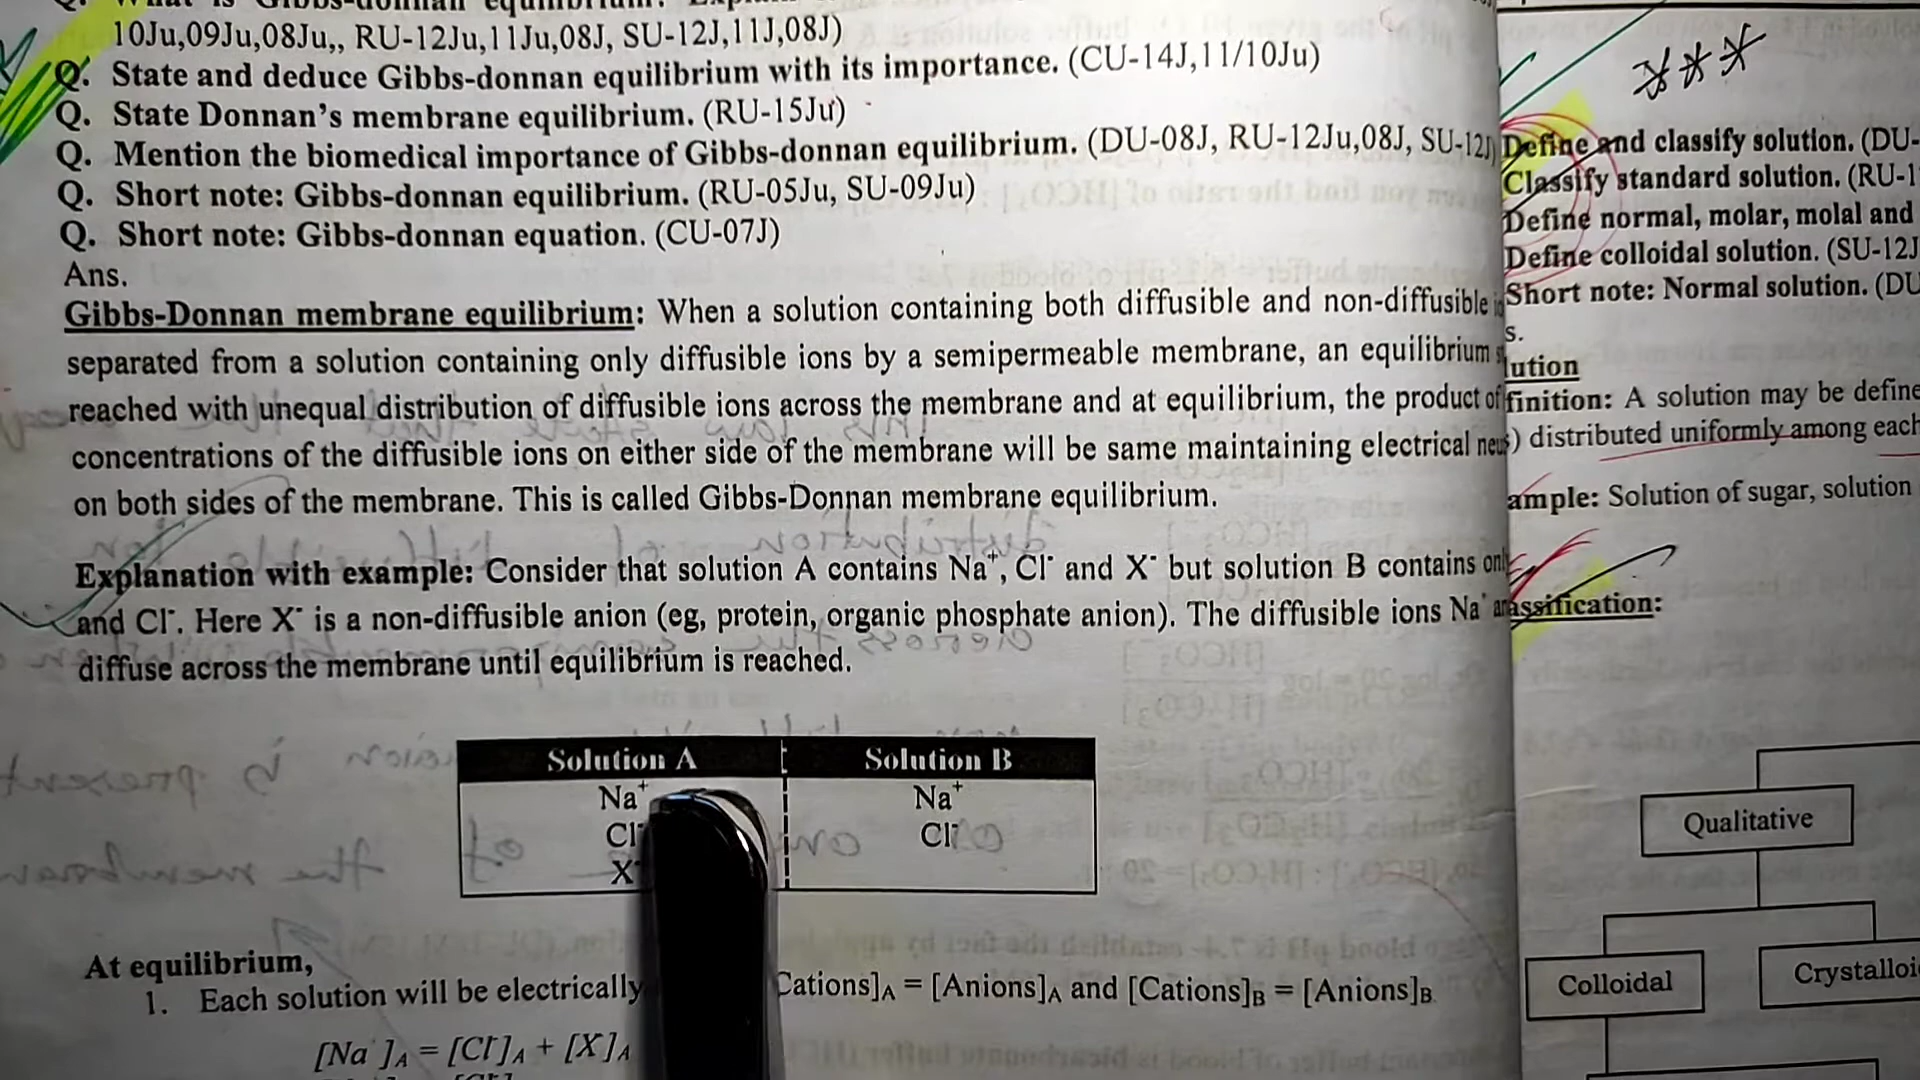 10Ju,09Ju,08Ju,, RU-12Ju,11Ju,08J, SU-12J,11J,08J)
Q. State and deduce Gibbs-donnan equilibrium with its importance. (CU-14J,11/10Ju)
Q. State Donnan's membrane equilibrium. (RU-15Ju)
Q. Mention the biomedical importance of Gibbs-donnan equilibrium. (DU-08J, RU-12Ju,08J, SU-12J)
Q. Short note: Gibbs-donnan equilibrium. (RU-05Ju, SU-09Ju)
Q. Short note: Gibbs-donnan equation. (CU-07J)
Ans.
Gibbs-Donnan membrane equilibrium: When a solution containing both diffusible and non-diffusible
separated from a solution containing only diffusible ions by a semipermeable membrane, an equilibrium
reached with unequal distribution of diffusible ions across the membrane and at equilibrium, the product of
concentrations of the diffusible ions on either side of the membrane will be same maintaining electrical
on both sides of the membrane. This is called Gibbs-Donnan membrane equilibrium.
Explanation with example: Consider that solution A contains Na⁺, Cl⁻ and X⁻ but solution B contains
and Cl⁻. Here X⁻ is a non-diffusible anion (eg, protein, organic phosphate anion). The diffusible ions Na⁺
diffuse across the membrane until equilibrium is reached.
Solution A Solution B
Na⁺ Na⁺
Cl⁻ Cl⁻
X⁻
At equilibrium,
1. Each solution will be electrically Cations]A = [Anions]A and [Cations]B = [Anions]B
[Na⁺]A = [Cl⁻]A + [X⁻]A
***
Define and classify solution. (DU-
Classify standard solution. (RU-1
Define normal, molar, molal and
Define colloidal solution. (SU-12J
Short note: Normal solution. (DU
s.
lution
finition: A solution may be define
distributed uniformly among each
ample: Solution of sugar, solution
assification:
Qualitative
Colloidal
Crystalloi